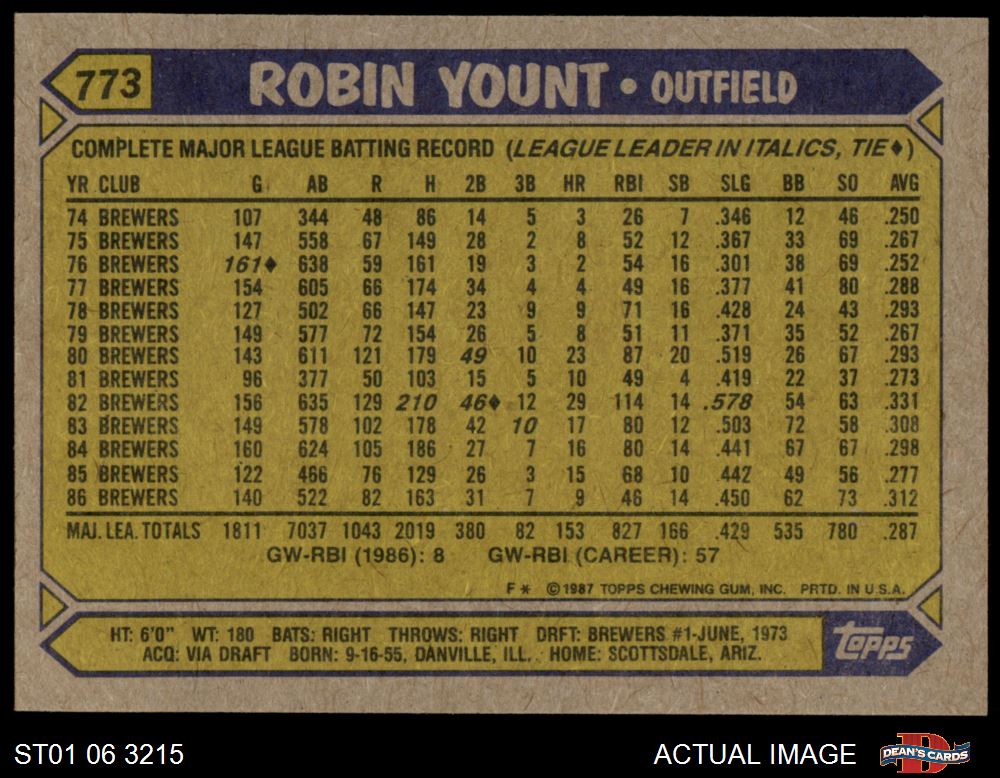 773 ROBIN YOUNT • OUTFIELD
COMPLETE MAJOR LEAGUE BATTING RECORD (LEAGUE LEADER IN ITALICS, TIE♦)
YR CLUB G AB R H 2B 3B HR RBI SB SLG BB SO AVG
74 BREWERS 107 344 48 86 14 5 3 26 7 .346 12 46 .250
75 BREWERS 147 558 67 149 28 2 8 52 12 .367 33 69 .267
76 BREWERS 161♦ 638 59 161 19 3 2 54 16 .301 38 69 .252
77 BREWERS 154 605 66 174 34 4 4 49 16 .377 41 80 .288
78 BREWERS 127 502 66 147 23 9 9 71 16 .428 24 43 .293
79 BREWERS 149 577 72 154 26 5 8 51 11 .371 35 52 .267
80 BREWERS 143 611 121 179 49 10 23 87 20 .519 26 67 .293
81 BREWERS 96 377 50 103 15 5 10 49 4 .419 22 37 .273
82 BREWERS 156 635 129 210 46♦ 12 29 114 14 .578 54 63 .331
83 BREWERS 149 578 102 178 42 10 17 80 12 .503 72 58 .308
84 BREWERS 160 624 105 186 27 7 16 80 14 .441 67 67 .298
85 BREWERS 122 466 76 129 26 3 15 68 10 .442 49 56 .277
86 BREWERS 140 522 82 163 31 7 9 46 14 .450 62 73 .312
MAJ. LEA. TOTALS 1811 7037 1043 2019 380 82 153 827 166 .429 535 780 .287
GW-RBI (1986): 8 GW-RBI (CAREER): 57
F* ©1987 TOPPS CHEWING GUM, INC. PRTD. IN U.S.A.
HT: 6'0" WT: 180 BATS: RIGHT THROWS: RIGHT DRFT: BREWERS #1-JUNE, 1973
ACQ: VIA DRAFT BORN: 9-16-55, DANVILLE, ILL. HOME: SCOTTSDALE, ARIZ.
Topps
ST01 06 3215 ACTUAL IMAGE DEAN'S CARDS